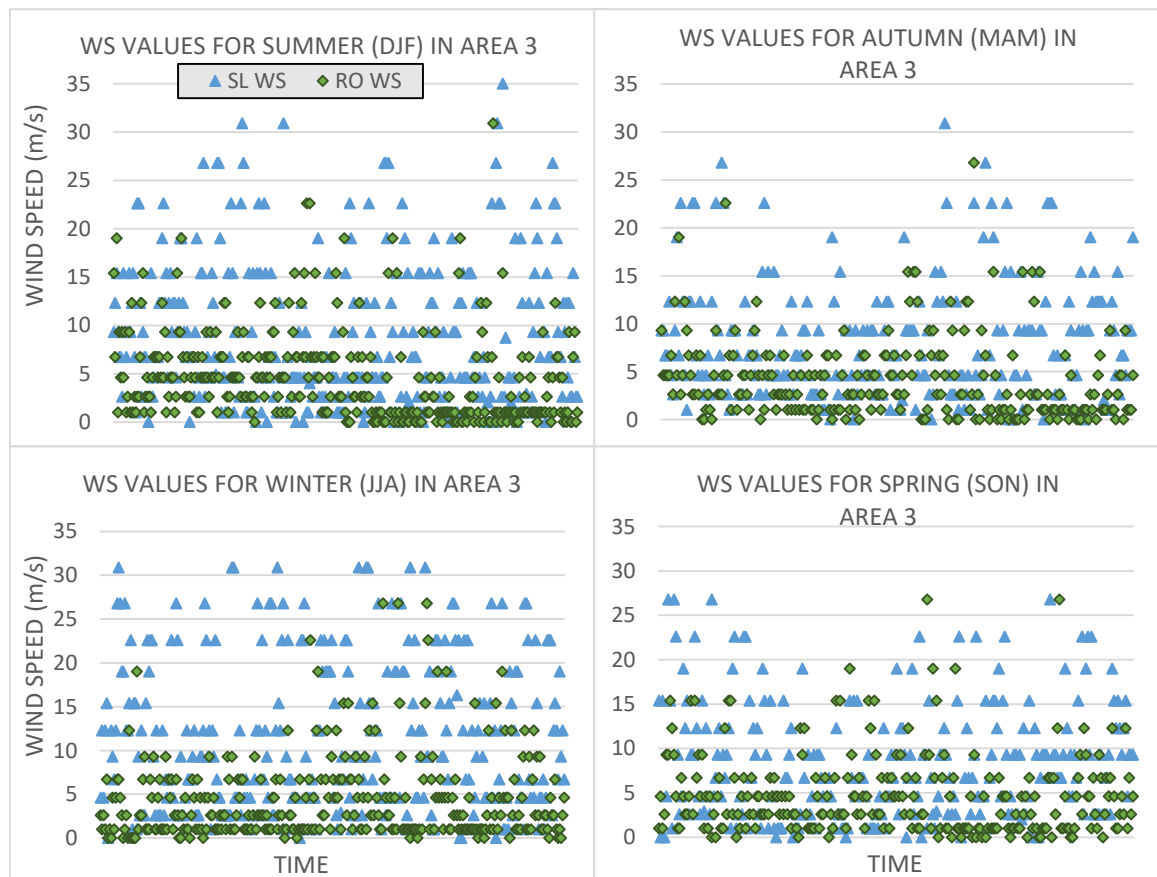 WS VALUES FOR SUMMER (DJF) IN AREA 3
SL WS RO WS
35
30
25
20
15
10
5
0
WIND SPEED (m/s)
WS VALUES FOR AUTUMN (MAM) IN
AREA 3
35
30
25
20
15
10
5
0
WS VALUES FOR WINTER (JJA) IN AREA 3
35
30
25
20
15
10
5
0
WIND SPEED (m/s)
TIME
WS VALUES FOR SPRING (SON) IN
AREA 3
35
30
25
20
15
10
5
0
TIME